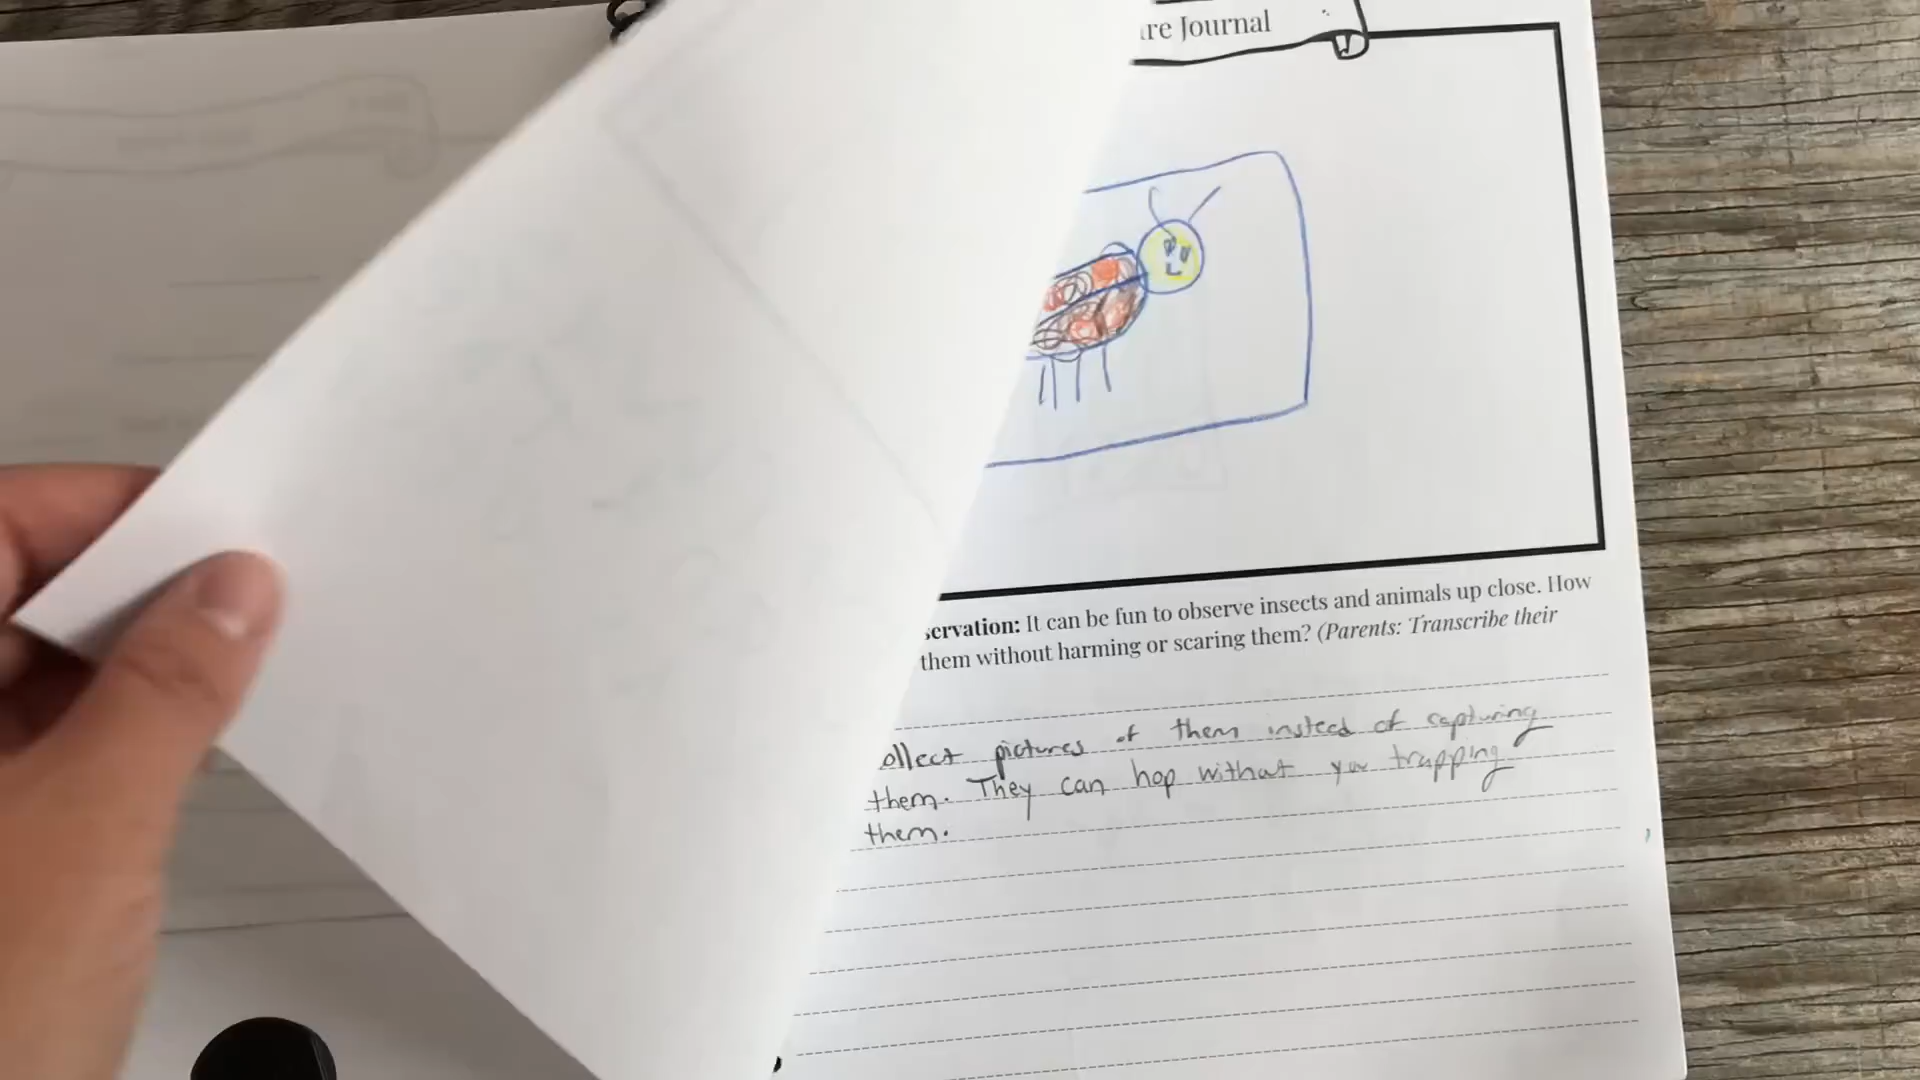 re Journal
servation: It can be fun to observe insects and animals up close. How
them without harming or scaring them? (Parents: Transcribe their
ollect pictures of them instead of capturing
them. They can hop without you trapping
them.